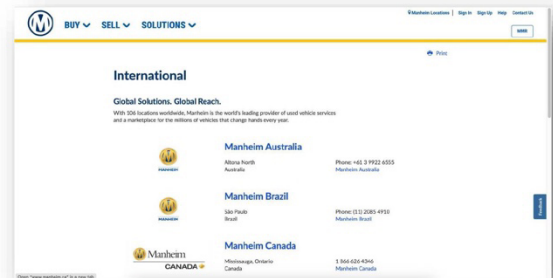 Manheim Locations | Sign In Sign Up Help Contact Us
BUY SELL SOLUTIONS
Print
International
Global Solutions. Global Reach.
With 106 locations worldwide, Manheim is the world's leading provider of used vehicle services
and a marketplace for the millions of vehicles that change hands every year.
Manheim Australia
MANHEIM
Altona North
Australia
Phone: +61 3 9922 6555
Manheim Australia
Manheim Brazil
MANHEIM
São Paulo
Brazil
Phone: (11) 2085-4910
Manheim Brazil
Feedback
Manheim Canada
Manheim
CANADA
Mississauga, Ontario
Canada
1 866 626 4346
Manheim Canada